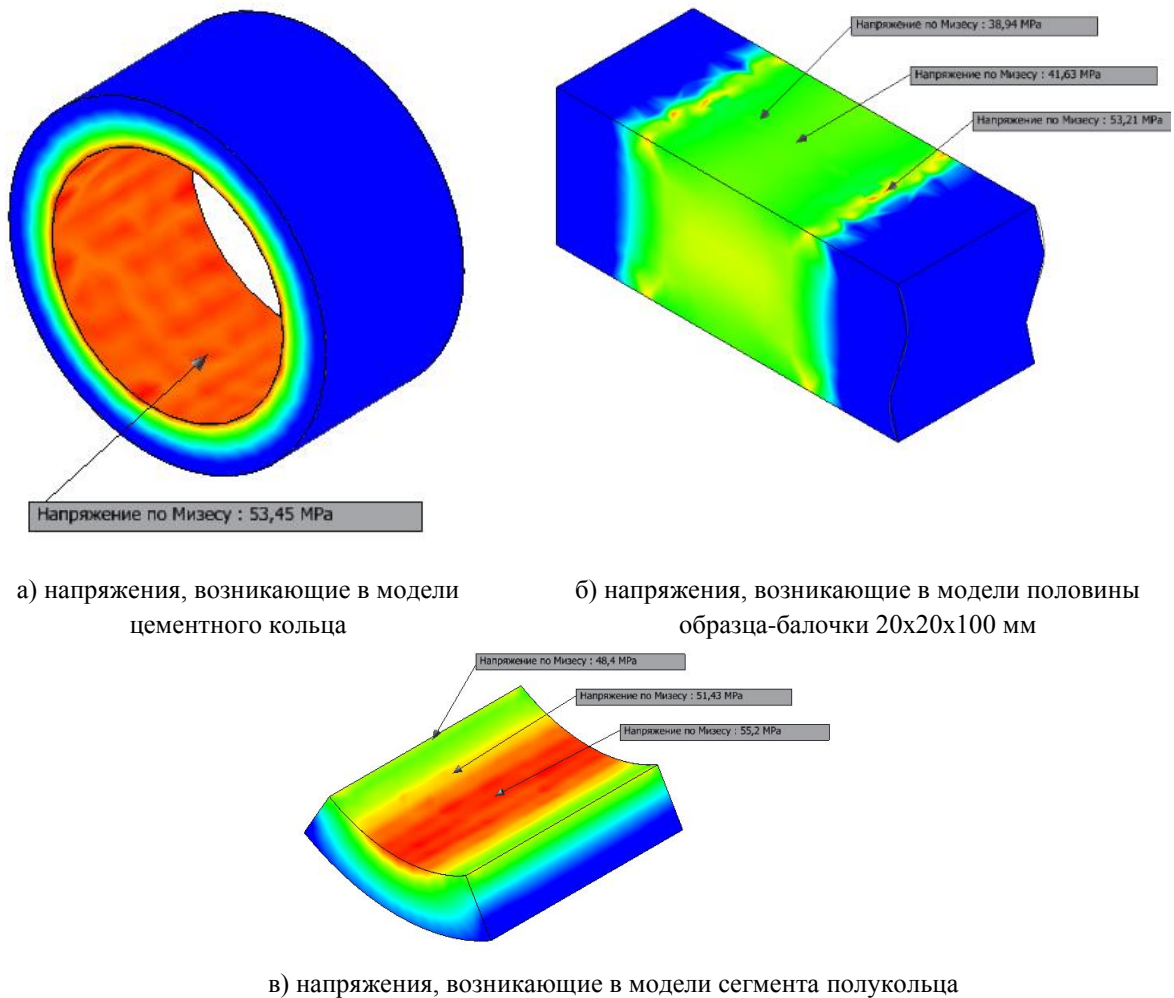 Напряжение по Мизесу : 53,45 MPa
Напряжение по Мизесу : 38,94 MPa
Напряжение по Мизесу : 41,63 MPa
Напряжение по Мизесу : 53,21 MPa
а) напряжения, возникающие в модели
цементного кольца
б) напряжения, возникающие в модели половины
образца-балочки 20х20х100 мм
Напряжение по Мизесу : 48,4 MPa
Напряжение по Мизесу : 51,43 MPa
Напряжение по Мизесу : 55,2 MPa
в) напряжения, возникающие в модели сегмента полукольца